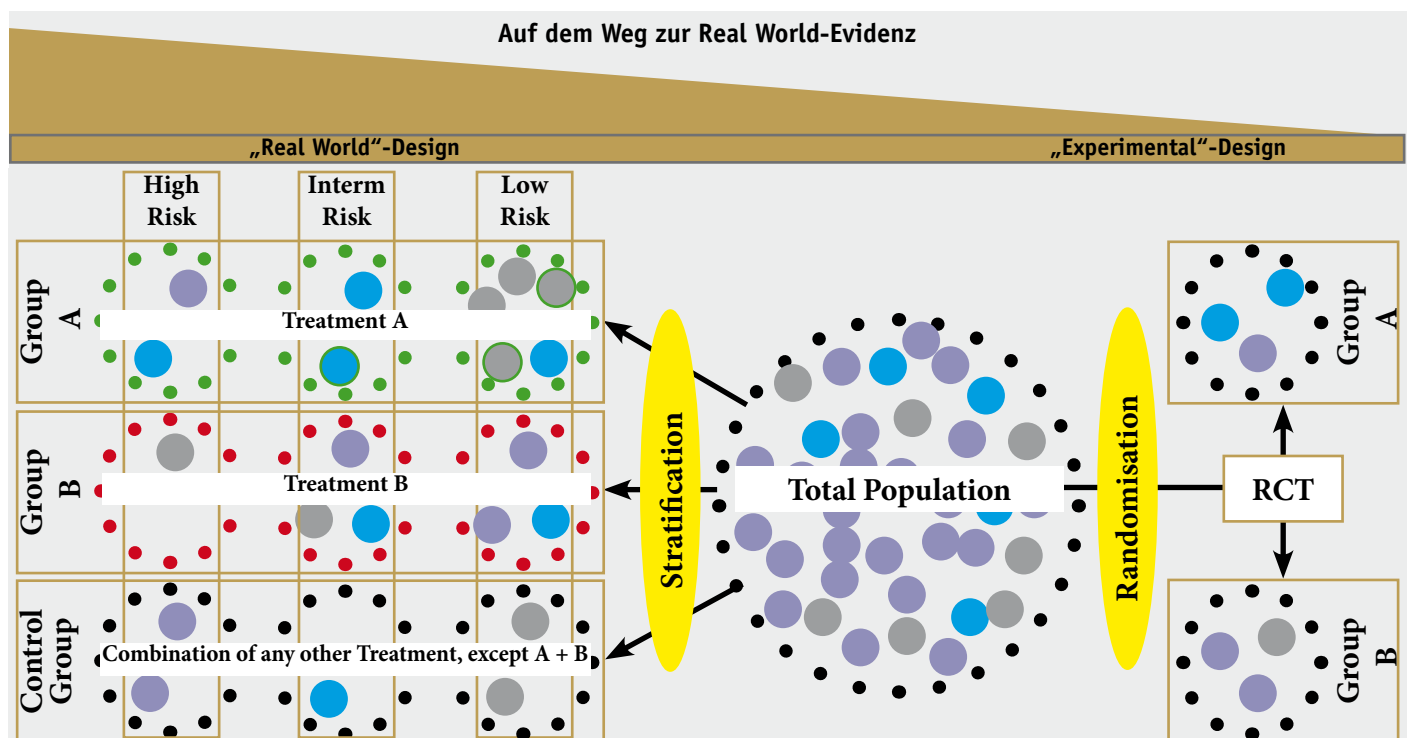 Auf dem Weg zur Real World-Evidenz
„Real World“-Design
„Experimental“-Design
High
Risk
Interm
Risk
Low
Risk
Group
A
Treatment A
Group
B
Treatment B
Control
Group
Combination of any other Treatment, except A + B
Stratification
Total Population
Randomisation
RCT
Group
A
Group
B